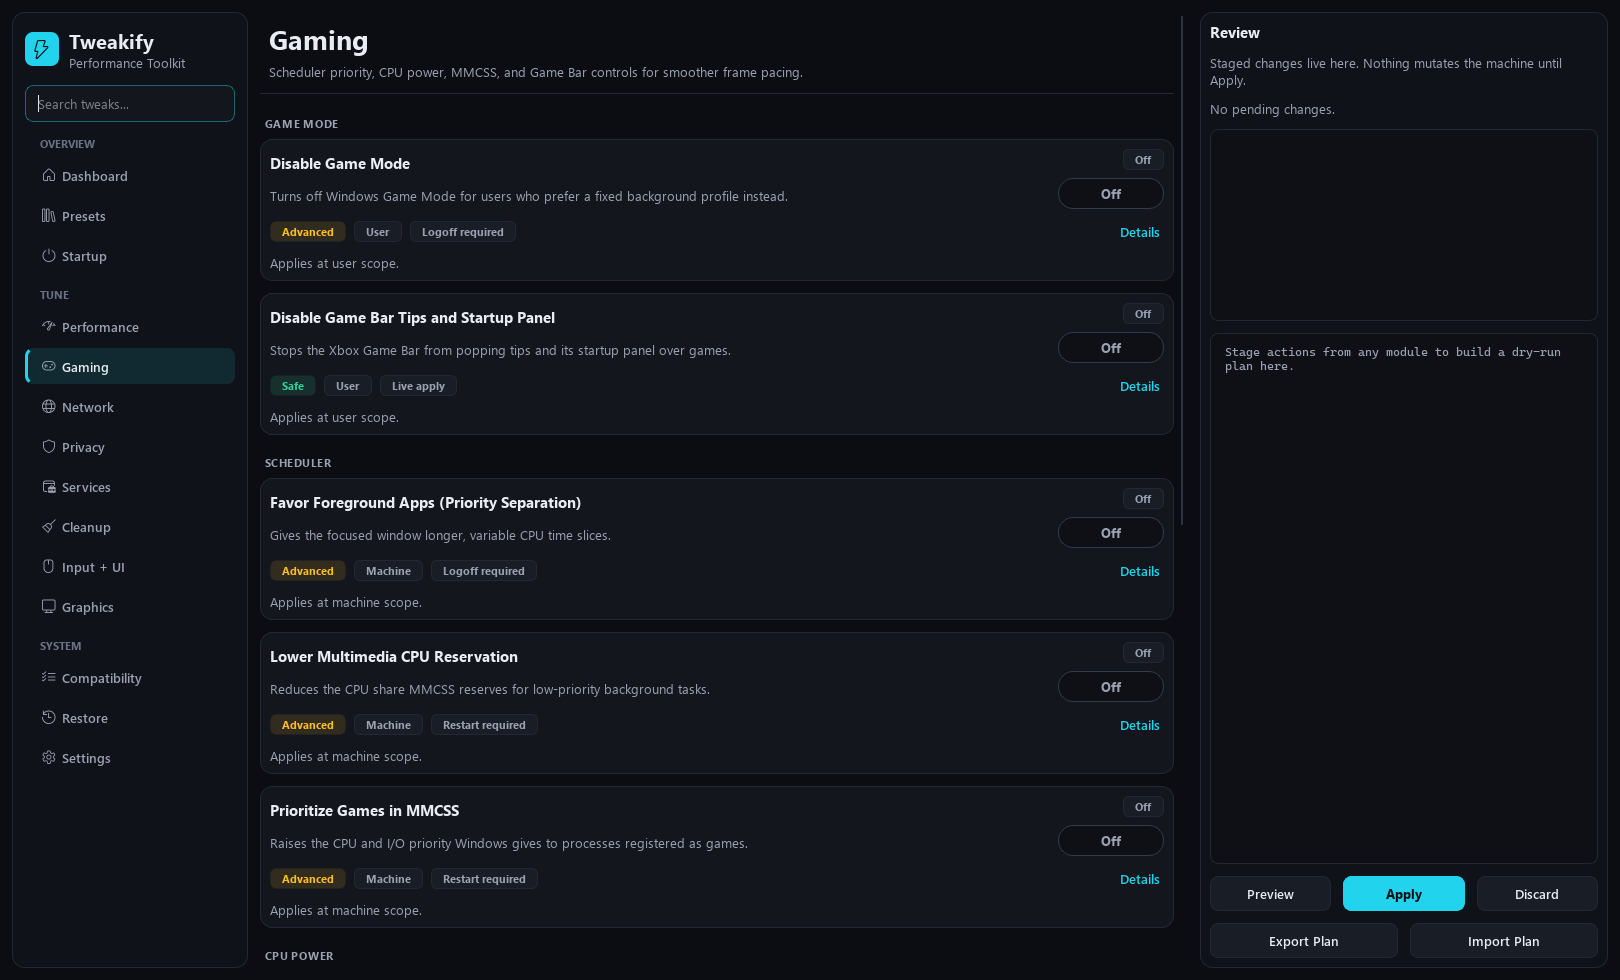 Tweakify
Performance Toolkit
Search tweaks...
OVERVIEW
Dashboard
Presets
Startup
TUNE
Performance
Gaming
Network
Privacy
Services
Cleanup
Input + UI
Graphics
SYSTEM
Compatibility
Restore
Settings
Gaming
Scheduler priority, CPU power, MMCSS, and Game Bar controls for smoother frame pacing.
GAME MODE
Disable Game Mode
Off
Turns off Windows Game Mode for users who prefer a fixed background profile instead.
Off
Advanced User Logoff required
Details
Applies at user scope.
Disable Game Bar Tips and Startup Panel
Off
Stops the Xbox Game Bar from popping tips and its startup panel over games.
Off
Safe User Live apply
Details
Applies at user scope.
SCHEDULER
Favor Foreground Apps (Priority Separation)
Off
Gives the focused window longer, variable CPU time slices.
Off
Advanced Machine Logoff required
Details
Applies at machine scope.
Lower Multimedia CPU Reservation
Off
Reduces the CPU share MMCSS reserves for low-priority background tasks.
Off
Advanced Machine Restart required
Details
Applies at machine scope.
Prioritize Games in MMCSS
Off
Raises the CPU and I/O priority Windows gives to processes registered as games.
Off
Advanced Machine Restart required
Details
Applies at machine scope.
CPU POWER
Review
Staged changes live here. Nothing mutates the machine until
Apply.
No pending changes.
Stage actions from any module to build a dry-run
plan here.
Preview Apply Discard
Export Plan Import Plan